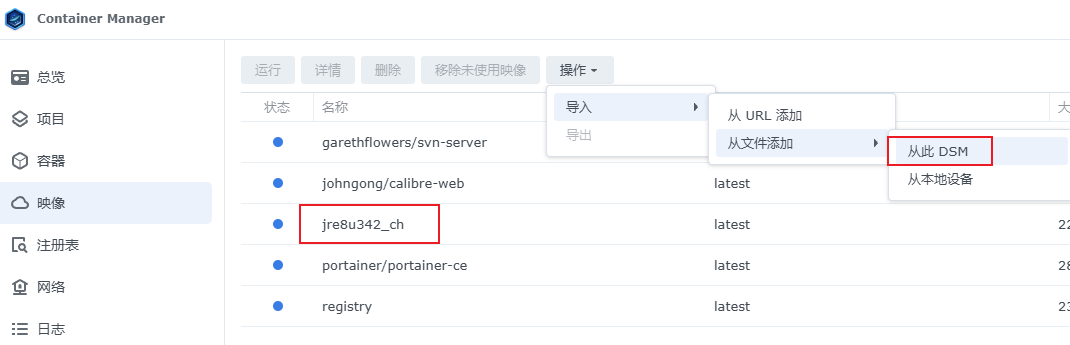 Container Manager
总览
项目
容器
映像
注册表
网络
日志
运行 详情 删除 移除未使用映像 操作
状态 名称
导入
导出
从 URL 添加
从文件添加
从此 DSM
从本地设备
garethflowers/svn-server
johngong/calibre-web latest
jre8u342_ch latest 22
portainer/portainer-ce latest 28
registry latest 23